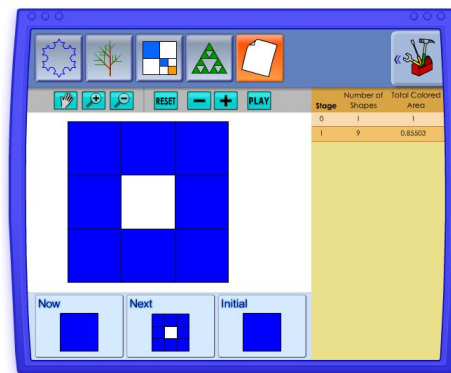 RESET
PLAY
Stage Number of Shapes Total Colored Area
0 1 1
1 9 0.85503
Now
Next
Initial